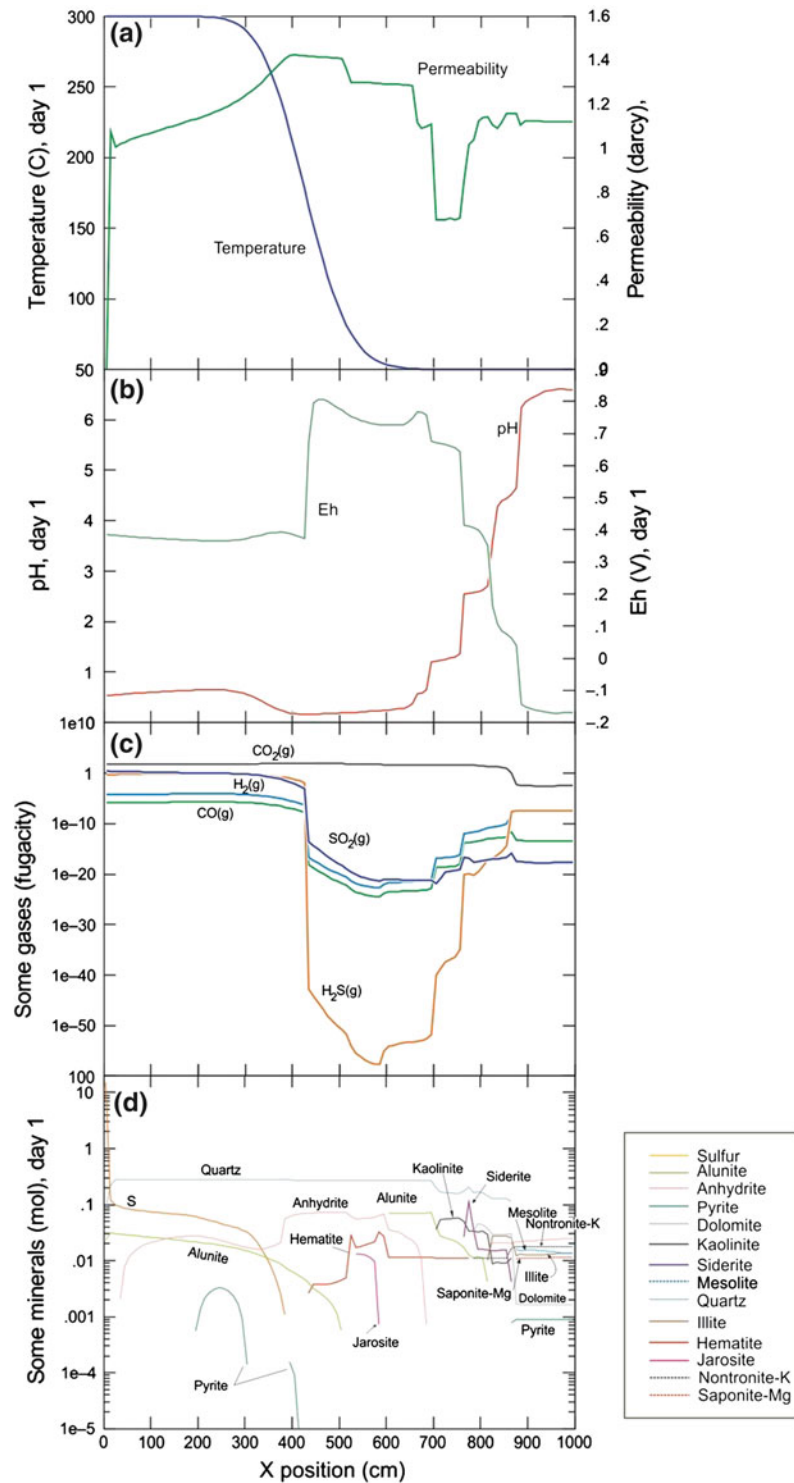 (a)
300
250
200
150
100
50
Temperature (C), day 1
Permeability
Temperature
1.6
1.4
1.2
1
.8
.6
.4
.2
0
Permeability (darcy),
(b)
6
5
4
3
2
1
pH, day 1
Eh
pH
.9
.8
.7
.6
.5
.4
.3
.2
.1
0
–.1
–.2
Eh (V), day 1
(c)
1e10
1
1e–10
1e–20
1e–30
1e–40
1e–50
Some gases (fugacity)
CO2(g)
H2(g)
CO(g)
SO2(g)
H2S(g)
(d)
100
10
1
.1
.01
.001
1e–4
1e–5
Some minerals (mol), day 1
Quartz
S
Alunite
Pyrite
Anhydrite
Hematite
Jarosite
Alunite
Kaolinite
Siderite
Mesolite
Nontronite-K
Illite
Saponite-Mg
Dolomite
Pyrite
0
100
200
300
400
500
600
700
800
900
1000
X position (cm)
Sulfur
Alunite
Anhydrite
Pyrite
Dolomite
Kaolinite
Siderite
Mesolite
Quartz
Illite
Hematite
Jarosite
Nontronite-K
Saponite-Mg